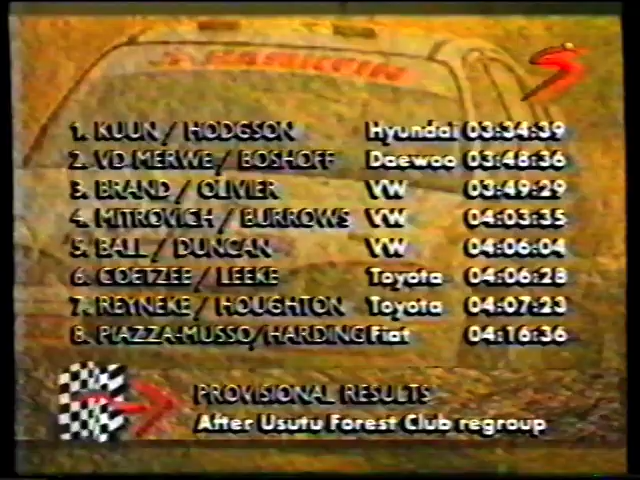 1. KUUN / HODGSON Hyundai 03:34:39
2. VD MERWE / BOSHOFF Daewoo 03:48:36
3. BRAND / OLIVIER VW 03:49:29
4. MITROVICH / BURROWS VW 04:03:35
5. BALL / DUNCAN VW 04:06:04
6. COETZEE / LEEKE Toyota 04:06:28
7. REYNEKE / HOUGHTON Toyota 04:07:23
8. PIAZZA-MUSSO/HARDING Fiat 04:16:36
PROVISIONAL RESULTS
After Usutu Forest Club regroup